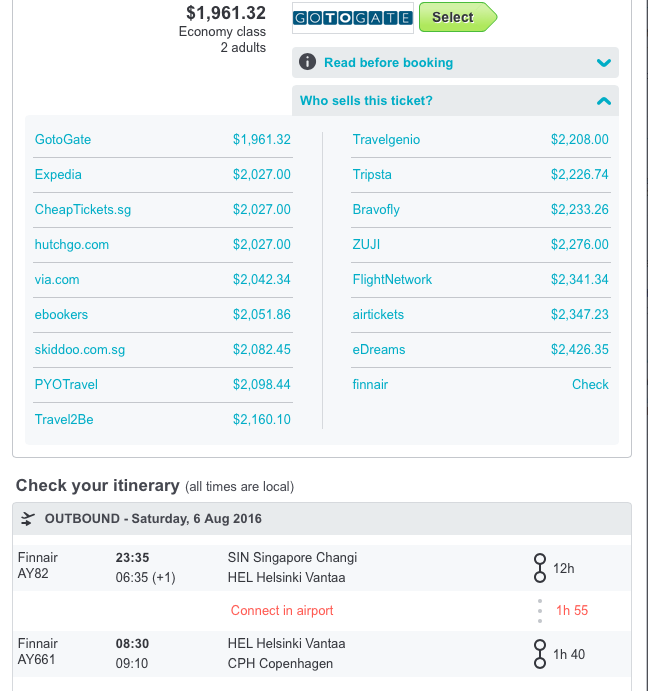 $1,961.32
Economy class
2 adults
GOTOGATE
Select
Read before booking
Who sells this ticket?
GotoGate $1,961.32
Expedia $2,027.00
CheapTickets.sg $2,027.00
hutchgo.com $2,027.00
via.com $2,042.34
ebookers $2,051.86
skiddoo.com.sg $2,082.45
PYOTravel $2,098.44
Travel2Be $2,160.10
Travelgenio $2,208.00
Tripsta $2,226.74
Bravofly $2,233.26
ZUJI $2,276.00
FlightNetwork $2,341.34
airtickets $2,347.23
eDreams $2,426.35
finnair Check
Check your itinerary (all times are local)
OUTBOUND - Saturday, 6 Aug 2016
Finnair 23:35 SIN Singapore Changi
AY82 06:35 (+1) HEL Helsinki Vantaa 12h
Connect in airport 1h 55
Finnair 08:30 HEL Helsinki Vantaa
AY661 09:10 CPH Copenhagen 1h 40